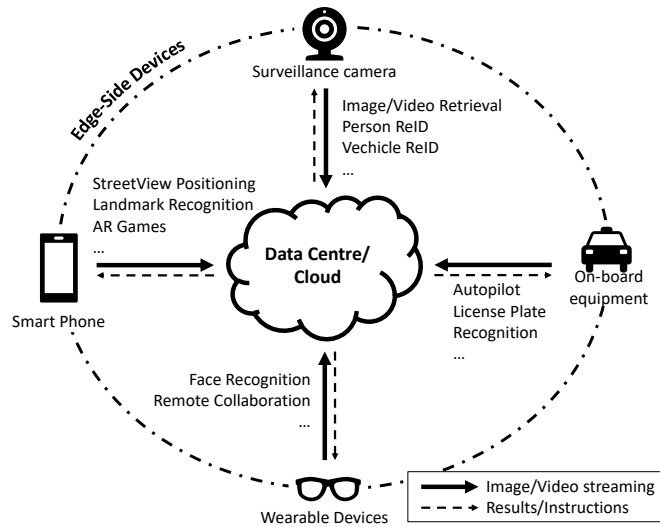 Edge-Side Devices
Surveillance camera
Image/Video Retrieval
Person ReID
Vechicle ReID
...
StreetView Positioning
Landmark Recognition
AR Games
...
Smart Phone
Data Centre/
Cloud
On-board
equipment
Autopilot
License Plate
Recognition
...
Face Recognition
Remote Collaboration
...
Wearable Devices
Image/Video streaming
Results/Instructions